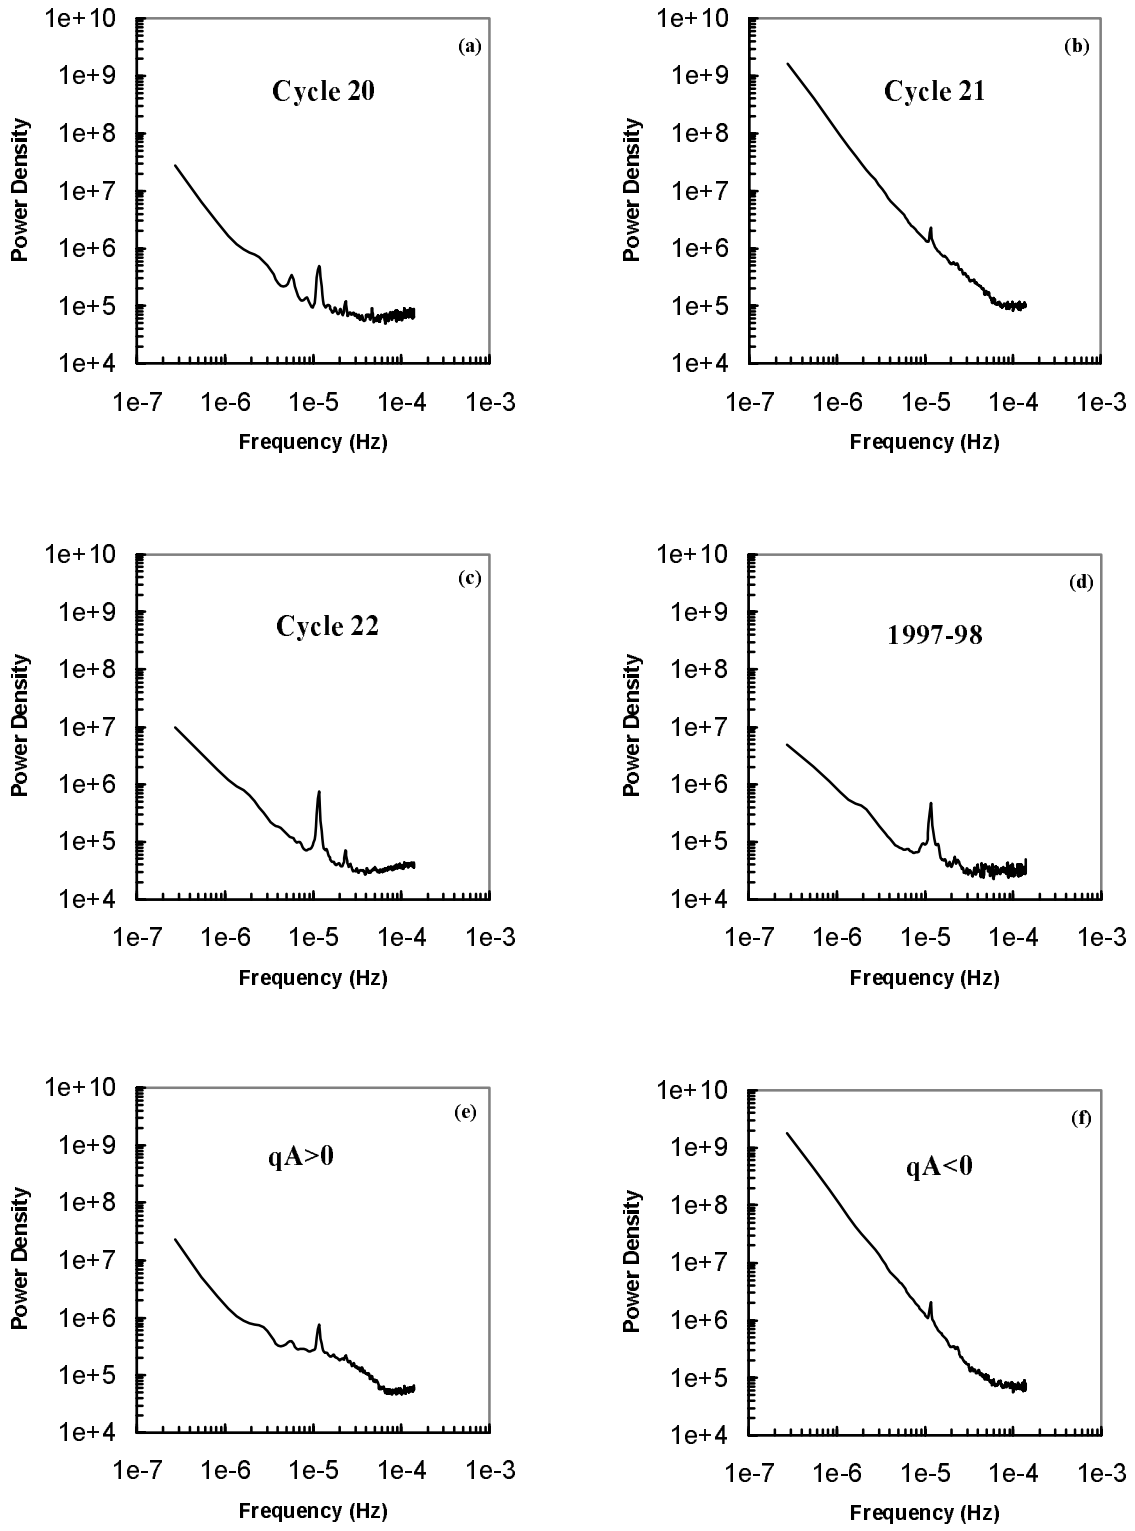 (a)
Cycle 20
1e+10
1e+9
1e+8
1e+7
1e+6
1e+5
1e+4
Power Density
1e-7 1e-6 1e-5 1e-4 1e-3
Frequency (Hz)
(b)
Cycle 21
1e+10
1e+9
1e+8
1e+7
1e+6
1e+5
1e+4
Power Density
1e-7 1e-6 1e-5 1e-4 1e-3
Frequency (Hz)
(c)
Cycle 22
1e+10
1e+9
1e+8
1e+7
1e+6
1e+5
1e+4
Power Density
1e-7 1e-6 1e-5 1e-4 1e-3
Frequency (Hz)
(d)
1997-98
1e+10
1e+9
1e+8
1e+7
1e+6
1e+5
1e+4
Power Density
1e-7 1e-6 1e-5 1e-4 1e-3
Frequency (Hz)
(e)
qA>0
1e+10
1e+9
1e+8
1e+7
1e+6
1e+5
1e+4
Power Density
1e-7 1e-6 1e-5 1e-4 1e-3
Frequency (Hz)
(f)
qA<0
1e+10
1e+9
1e+8
1e+7
1e+6
1e+5
1e+4
Power Density
1e-7 1e-6 1e-5 1e-4 1e-3
Frequency (Hz)